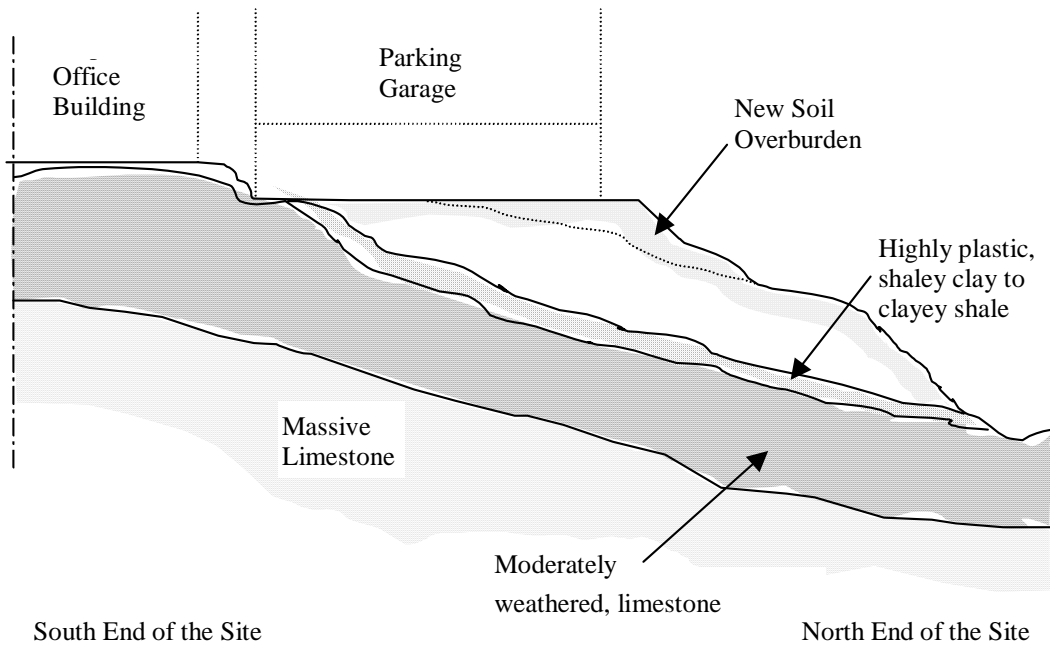 Office
Building
Parking
Garage
New Soil
Overburden
Highly plastic,
shaley clay to
clayey shale
Massive
Limestone
Moderately
weathered, limestone
South End of the Site
North End of the Site